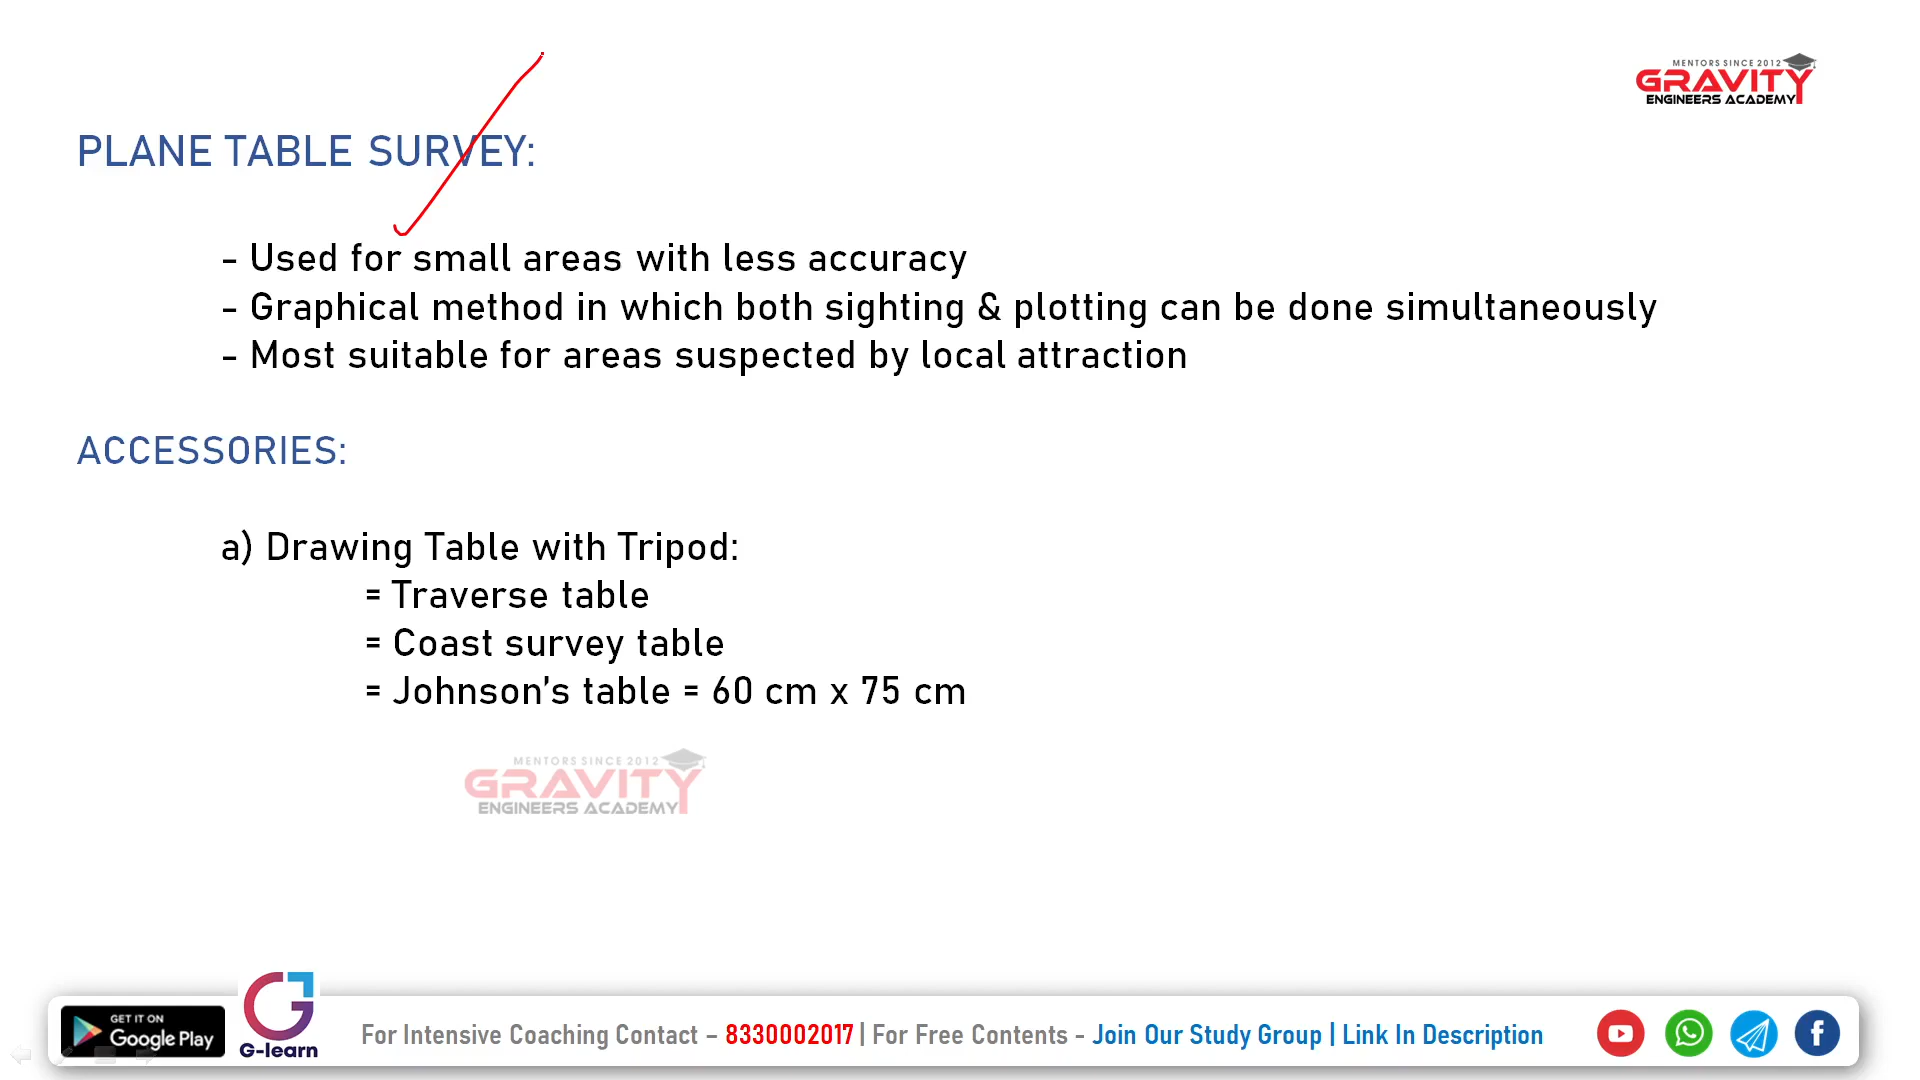 MENTORS SINCE 2012
GRAVITY
ENGINEERS ACADEMY
PLANE TABLE SURVEY:
- Used for small areas with less accuracy
- Graphical method in which both sighting & plotting can be done simultaneously
- Most suitable for areas suspected by local attraction
ACCESSORIES:
a) Drawing Table with Tripod:
= Traverse table
= Coast survey table
= Johnson's table = 60 cm x 75 cm
MENTORS SINCE 2012
GRAVITY
ENGINEERS ACADEMY
GET IT ON
Google Play
G-learn
For Intensive Coaching Contact – 8330002017 | For Free Contents - Join Our Study Group | Link In Description